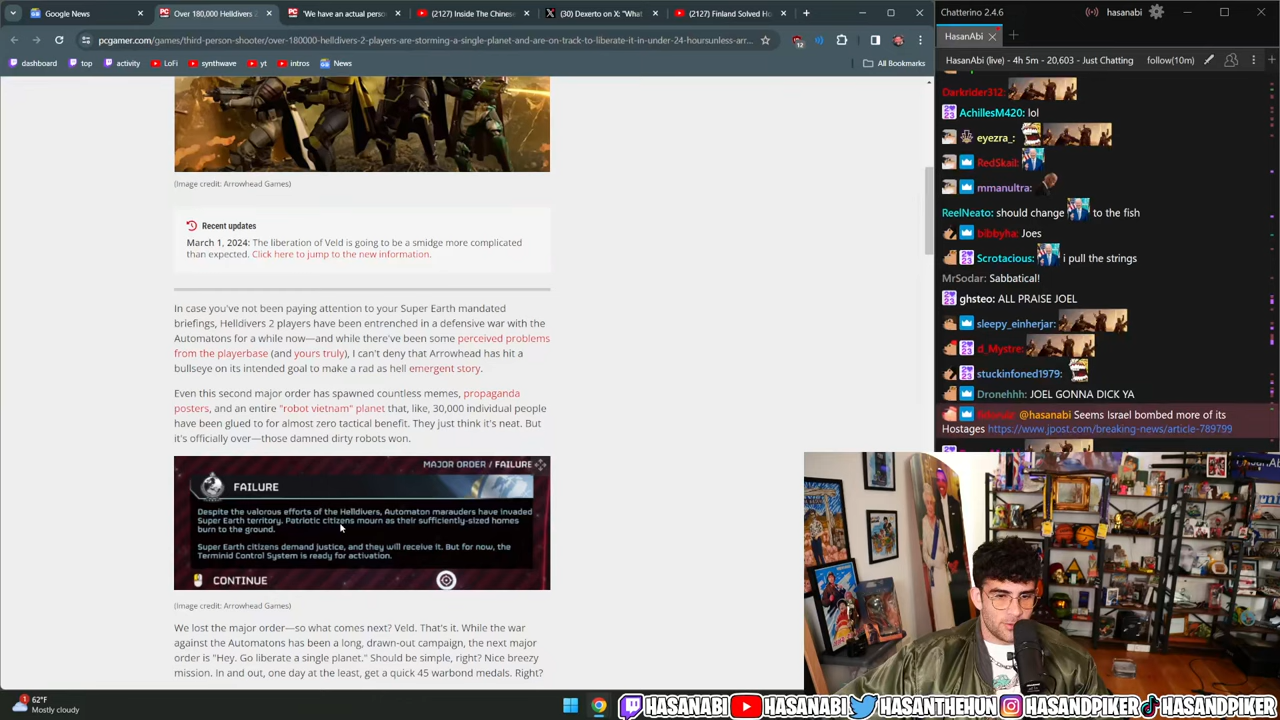 Google News
Over 180,000 Helldivers 2
"We have an actual perso
(2127) Inside The Chinese
(30) Dexerto on X: "What
(2127) Finland Solved Ho
pcgamer.com/games/third-person-shooter/over-180000-helldivers-2-players-are-storming-a-single-planet-and-are-on-track-to-liberate-it-in-under-24-hoursunless-arr...
12
dashboard
top
activity
LoFi
synthwave
yt
intros
News
All Bookmarks
(Image credit: Arrowhead Games)
Recent updates
March 1, 2024: The liberation of Veld is going to be a smidge more complicated
than expected. Click here to jump to the new information.
In case you've not been paying attention to your Super Earth mandated
briefings, Helldivers 2 players have been entrenched in a defensive war with the
Automatons for a while now—and while there've been some perceived problems
from the playerbase (and yours truly), I can't deny that Arrowhead has hit a
bullseye on its intended goal to make a rad as hell emergent story.
Even this second major order has spawned countless memes, propaganda
posters, and an entire "robot vietnam" planet that, like, 30,000 individual people
have been glued to for almost zero tactical benefit. They just think it's neat. But
it's officially over—those damned dirty robots won.
MAJOR ORDER / FAILURE
FAILURE
Despite the valorous efforts of the Helldivers, Automaton marauders have invaded
Super Earth territory. Patriotic citizens mourn as their sufficiently-sized homes
burn to the ground.
Super Earth citizens demand justice, and they will receive it. But for now, the
Terminid Control System is ready for activation.
CONTINUE
(Image credit: Arrowhead Games)
We lost the major order—so what comes next? Veld. That's it. While the war
against the Automatons has been a long, drawn-out campaign, the next major
order is "Hey. Go liberate a single planet." Should be simple, right? Nice breezy
mission. In and out, one day at the least, get a quick 45 warbond medals. Right?
Chatterino 2.4.6
hasanabi
HasanAbi
HasanAbi (live) - 4h 5m - 20,603 - Just Chatting
follow(10m)
Darkrider312:
AchillesM420: lol
eyezra_:
RedSkail:
mmanultra:
ReelNeato: should change to the fish
bibbyha: Joes
Scrotacious: i pull the strings
MrSodar: Sabbatical!
ghsteo: ALL PRAISE JOEL
sleepy_einherjar:
d_Mystre:
stuckinfoned1979:
Dronehhh: JOEL GONNA DICK YA
@hasanabi Seems Israel bombed more of its
Hostages https://www.jpost.com/breaking-news/article-789799
1
62°F
Mostly cloudy
HASANABI
HASANABI
HASANTHEHUN
HASANDPIKER
HASANDPIKER